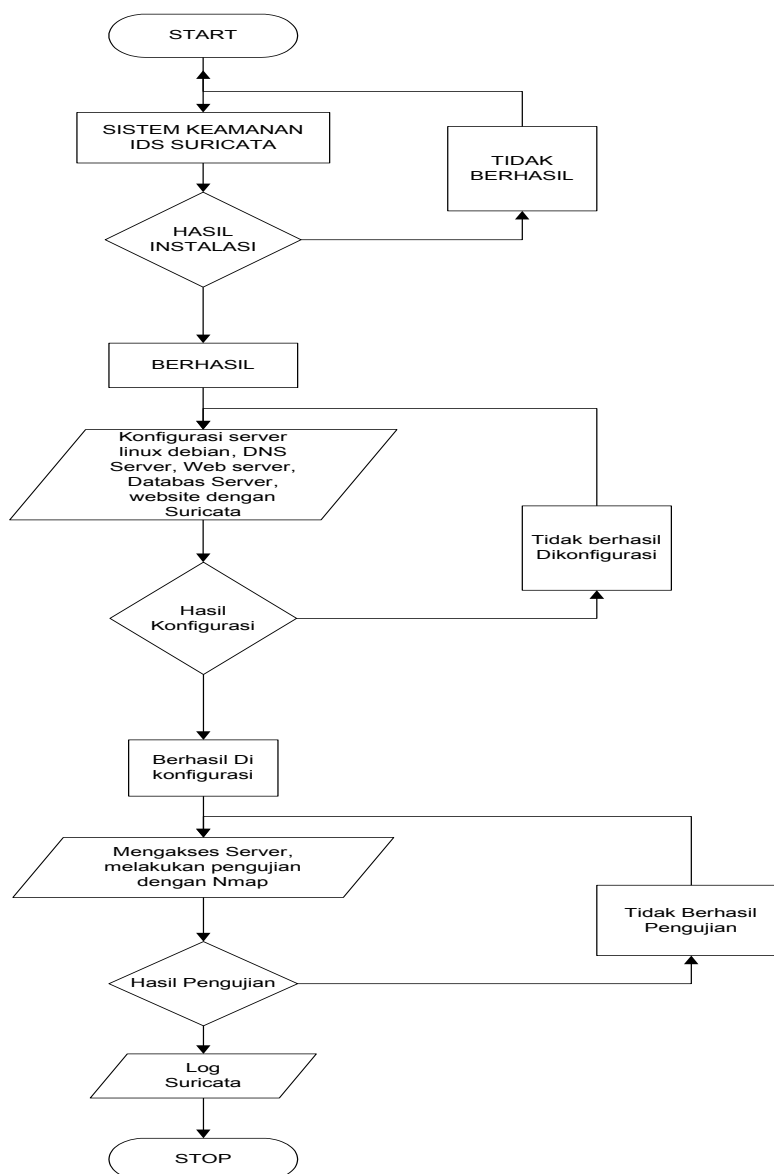 START
SISTEM KEAMANAN
IDS SURICATA
TIDAK
BERHASIL
HASIL
INSTALASI
BERHASIL
Konfigurasi server
linux debian, DNS
Server, Web server,
Databas Server,
website dengan
Suricata
Tidak berhasil
Dikonfigurasi
Hasil
Konfigurasi
Berhasil Di
konfigurasi
Mengakses Server,
melakukan pengujian
dengan Nmap
Tidak Berhasil
Pengujian
Hasil Pengujian
Log
Suricata
STOP